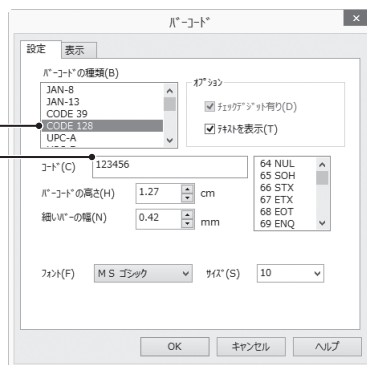 ﾊﾞｰｺｰﾄﾞ
設定 表示
ﾊﾞｰｺｰﾄﾞの種類(B)
JAN-8
JAN-13
CODE 39
CODE 128
UPC-A
ｵﾌﾟｼｮﾝ
ﾁｪｯｸﾃﾞｼﾞｯﾄ有り(D)
ﾃｷｽﾄを表示(T)
ｺｰﾄﾞ(C) 123456
64 NUL
65 SOH
66 STX
67 ETX
68 EOT
69 ENQ
ﾊﾞｰｺｰﾄﾞの高さ(H) 1.27 cm
細いﾊﾞｰの幅(N) 0.42 mm
ﾌｫﾝﾄ(F) ＭＳ ゴシック ｻｲｽﾞ(S) 10
OK キャンセル ヘルプ